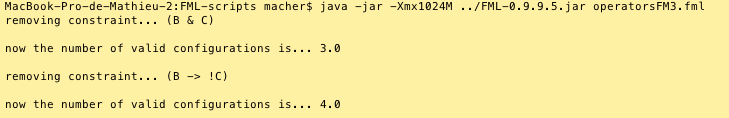 MacBook-Pro-de-Mathieu-2:FML-scripts macher$ java -jar -Xmx1024M ../FML-0.9.9.5.jar operatorsFM3.fml
removing constraint... (B & C)
now the number of valid configurations is... 3.0
removing constraint... (B -> !C)
now the number of valid configurations is... 4.0